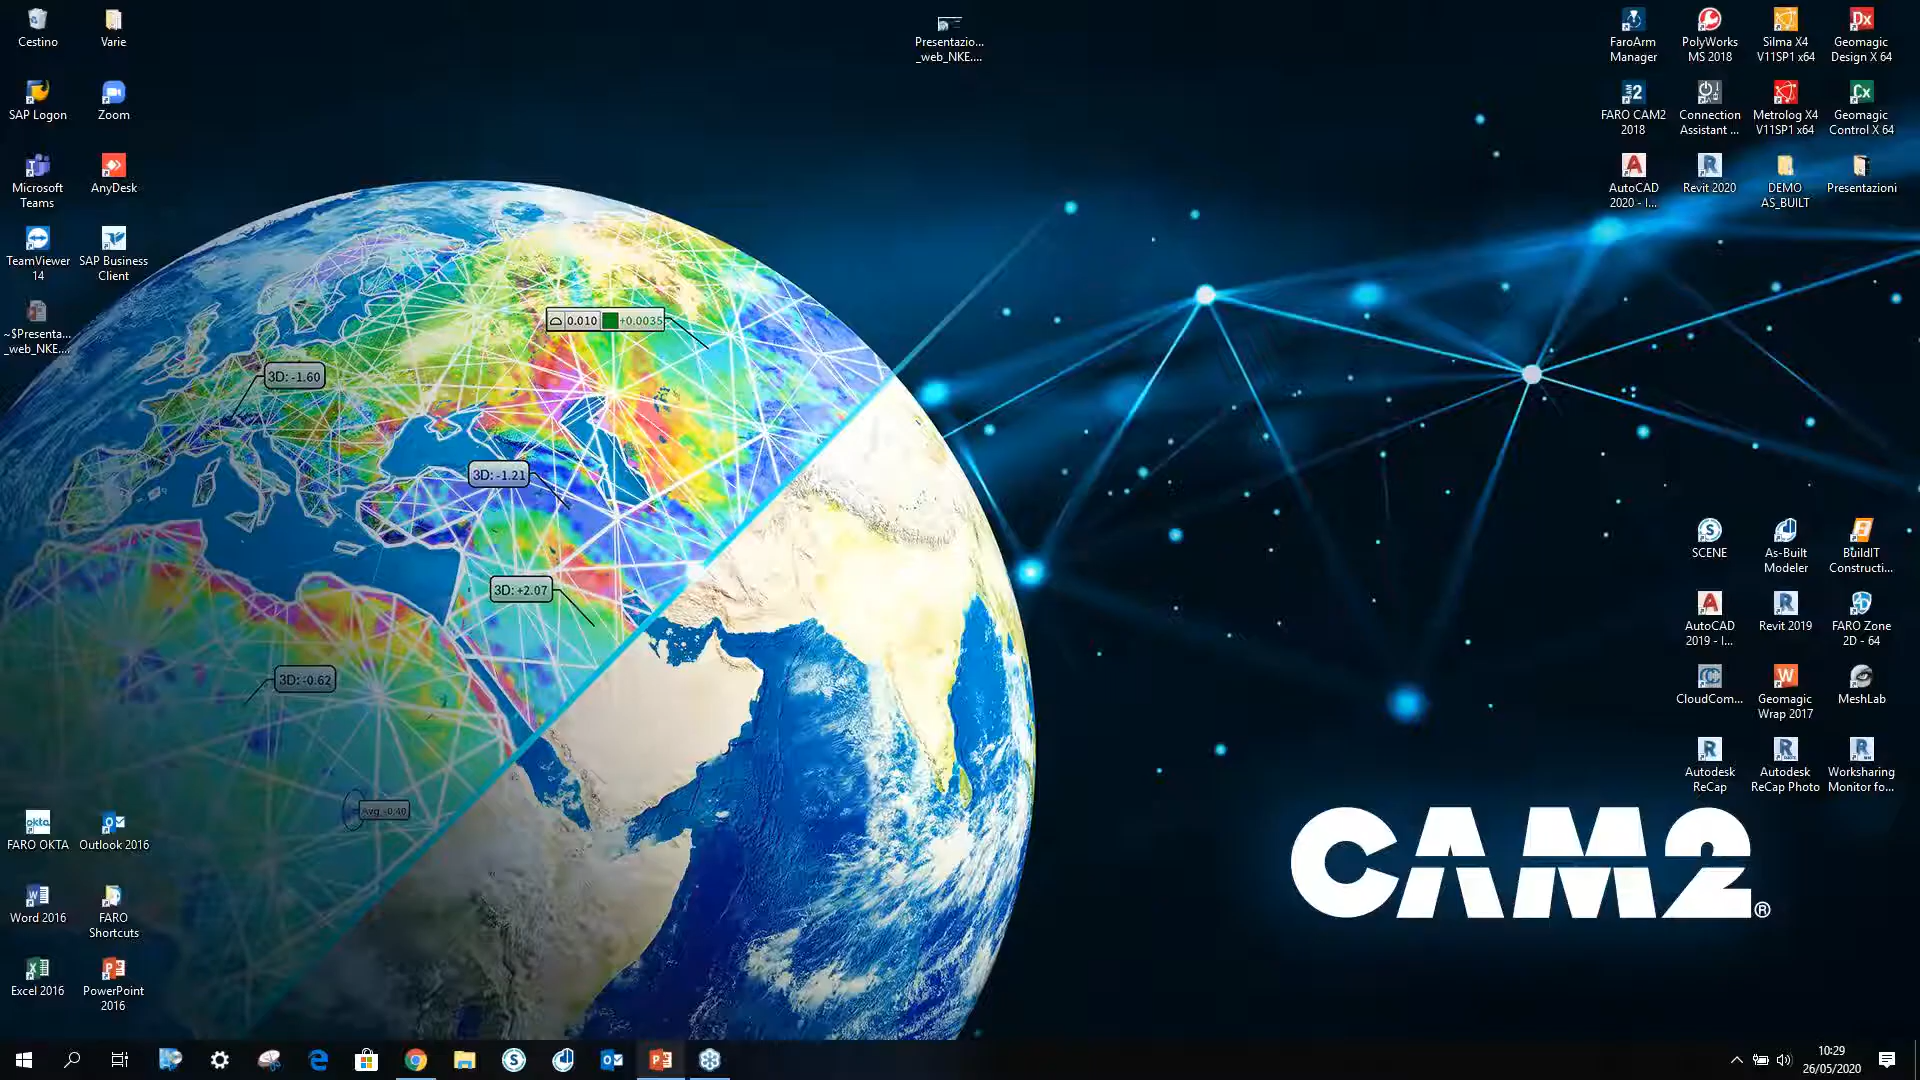 Cestino
Varie
SAP Logon
Zoom
Microsoft
Teams
AnyDesk
TeamViewer
14
SAP Business
Client
~$Presenta...
_web_NKE....
Presentazio...
_web_NKE....
FaroArm
Manager
PolyWorks
MS 2018
Silma X4
V11SP1 x64
Geomagic
Design X 64
FARO CAM2
2018
Connection
Assistant ...
Metrolog X4
V11SP1 x64
Geomagic
Control X 64
AutoCAD
2020 - I...
Revit 2020
DEMO
AS_BUILT
Presentazioni
0.010 +0.0035
3D: -1.60
3D: -1.21
3D: +2.07
3D: -0.62
Avg -0.40
SCENE
As-Built
Modeler
BuildIT
Constructi...
AutoCAD
2019 - I...
Revit 2019
FARO Zone
2D - 64
CloudCom...
Geomagic
Wrap 2017
MeshLab
Autodesk
ReCap
Autodesk
ReCap Photo
Worksharing
Monitor fo...
CAM2®
FARO OKTA
Outlook 2016
Word 2016
FARO
Shortcuts
Excel 2016
PowerPoint
2016
10:29
26/05/2020